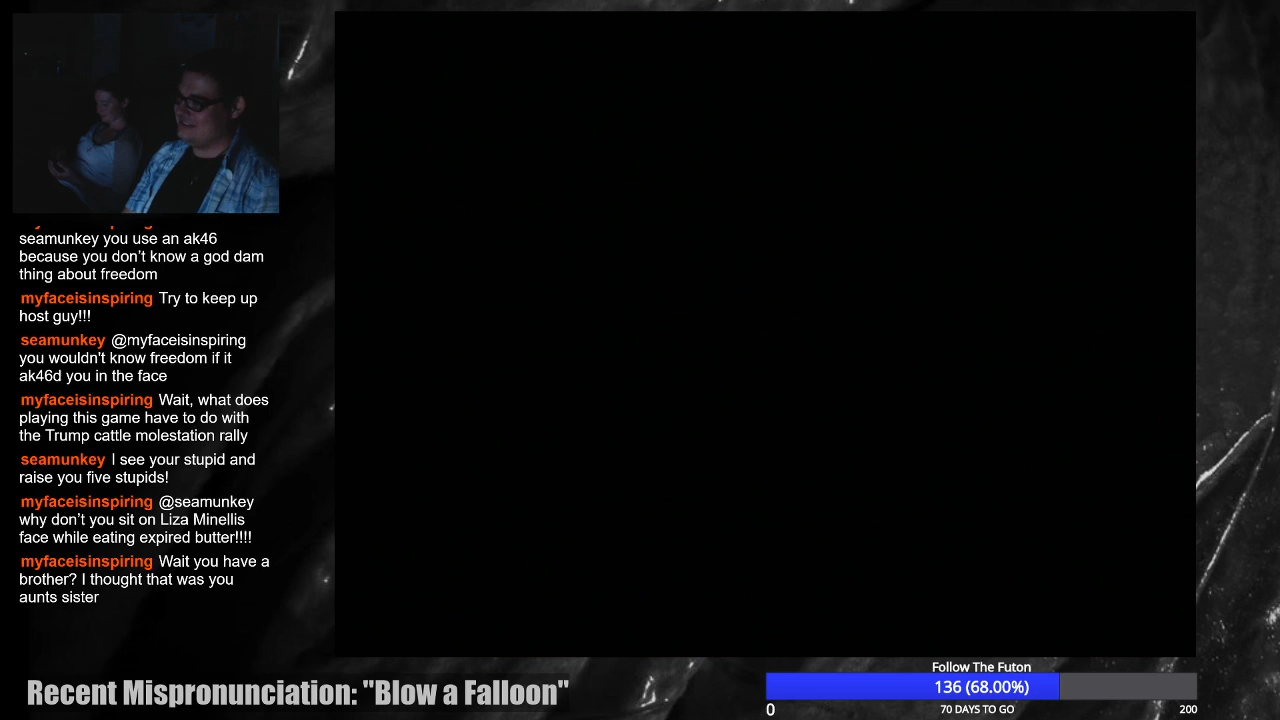 seamunkey you use an ak46
because you don't know a god dam
thing about freedom
myfaceisinspiring Try to keep up
host guy!!!
seamunkey @myfaceisinspiring
you wouldn't know freedom if it
ak46d you in the face
myfaceisinspiring Wait, what does
playing this game have to do with
the Trump cattle molestation rally
seamunkey I see your stupid and
raise you five stupids!
myfaceisinspiring @seamunkey
why don’t you sit on Liza Minellis
face while eating expired butter!!!!
myfaceisinspiring Wait you have a
brother? I thought that was you
aunts sister
Recent Mispronunciation: "Blow a Falloon"
Follow The Futon
136 (68.00%)
0 70 DAYS TO GO 200